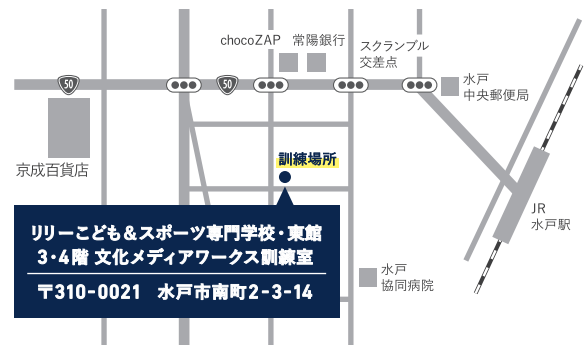 chocoZAP
常陽銀行
スクランブル
交差点
50
50
水戸
中央郵便局
京成百貨店
訓練場所
JR
水戸駅
リリーこども＆スポーツ専門学校・東館
3・4階 文化メディアワークス訓練室
〒310-0021 水戸市南町2-3-14
水戸
協同病院